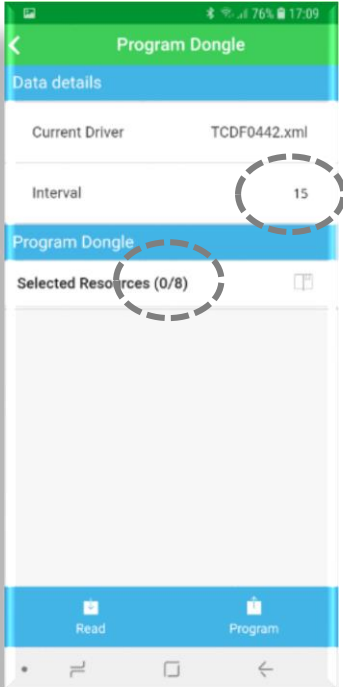 76% 17:09
Program Dongle
Data details
Current Driver TCDF0442.xml
Interval 15
Program Dongle
Selected Resources (0/8)
Read Program